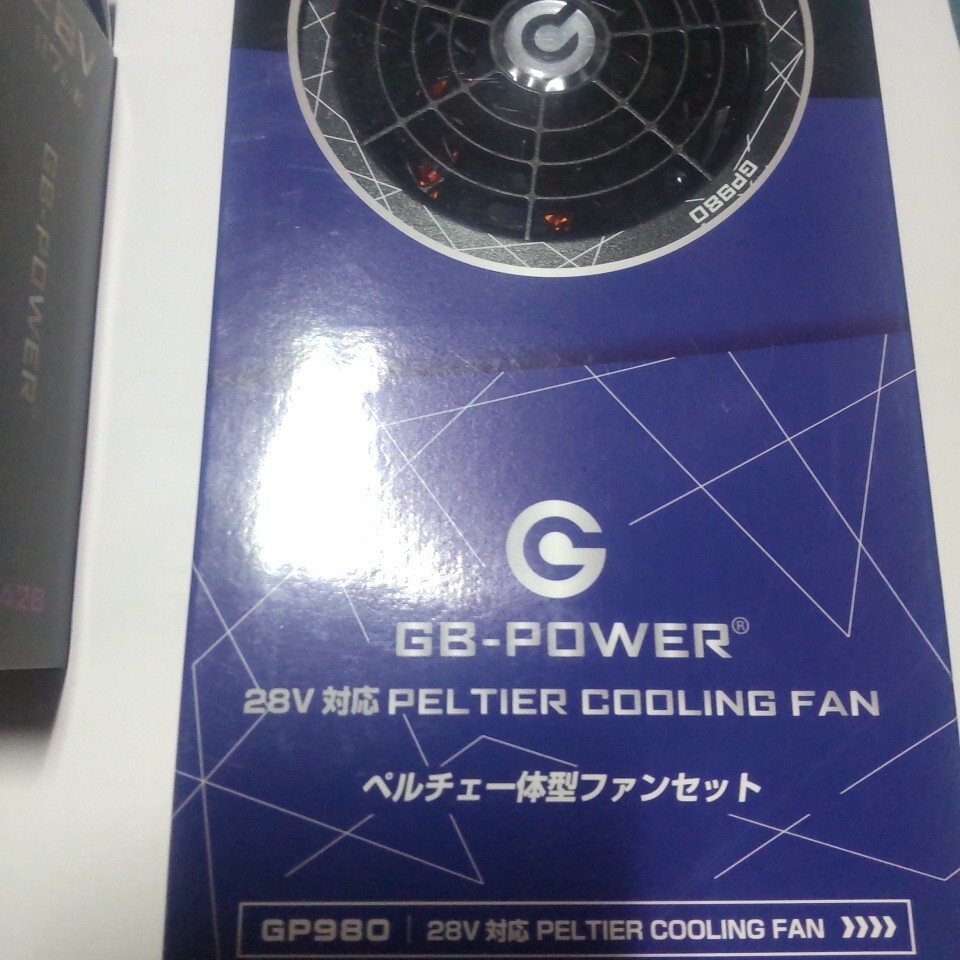 GB-POWER
428
GP980
GB-POWER®
28V 対応 PELTIER COOLING FAN
ペルチェ一体型ファンセット
GP980 | 28V 対応 PELTIER COOLING FAN